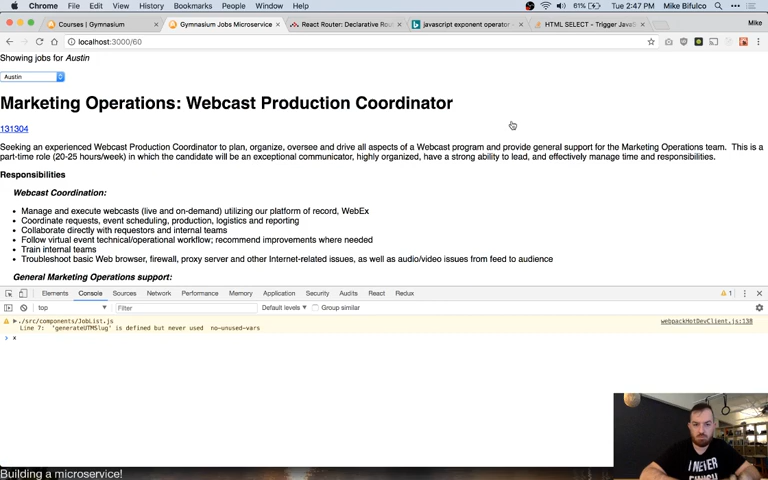 Chrome File Edit View History Bookmarks People Window Help 61% Tue 2:47 PM Mike Bifulco
Courses | Gymnasium Gymnasium Jobs Microservice React Router: Declarative Rou javascript exponent operator - HTML SELECT - Trigger JavaS Mike
localhost:3000/60
Showing jobs for Austin
Austin
Marketing Operations: Webcast Production Coordinator
131304
Seeking an experienced Webcast Production Coordinator to plan, organize, oversee and drive all aspects of a Webcast program and provide general support for the Marketing Operations team. This is a
part-time role (20-25 hours/week) in which the candidate will be an exceptional communicator, highly organized, have a strong ability to lead, and effectively manage time and responsibilities.
Responsibilities
Webcast Coordination:
• Manage and execute webcasts (live and on-demand) utilizing our platform of record, WebEx
• Coordinate requests, event scheduling, production, logistics and reporting
• Collaborate directly with requestors and internal teams
• Follow virtual event technical/operational workflow; recommend improvements where needed
• Train internal teams
• Troubleshoot basic Web browser, firewall, proxy server and other Internet-related issues, as well as audio/video issues from feed to audience
General Marketing Operations support:
Elements Console Sources Network Performance Memory Application Security Audits React Redux 1
top Filter Default levels Group similar
./src/components/JobList.js webpackHotDevClient.js:138
Line 7: 'generateUTMSlug' is defined but never used no-unused-vars
x
I NEVER
FINISH
Building a microservice!